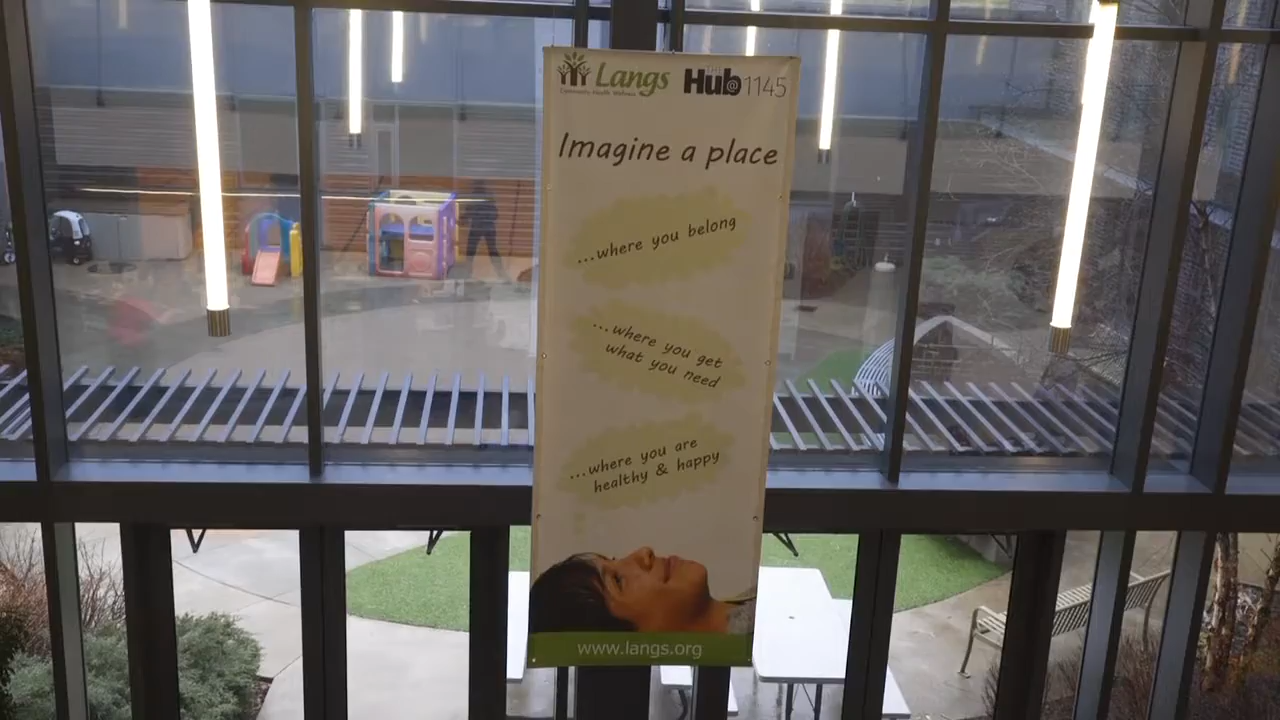 Langs
Community Health Wellness
Hub@1145
Imagine a place
...where you belong
...where you get
what you need
...where you are
healthy & happy
www.langs.org